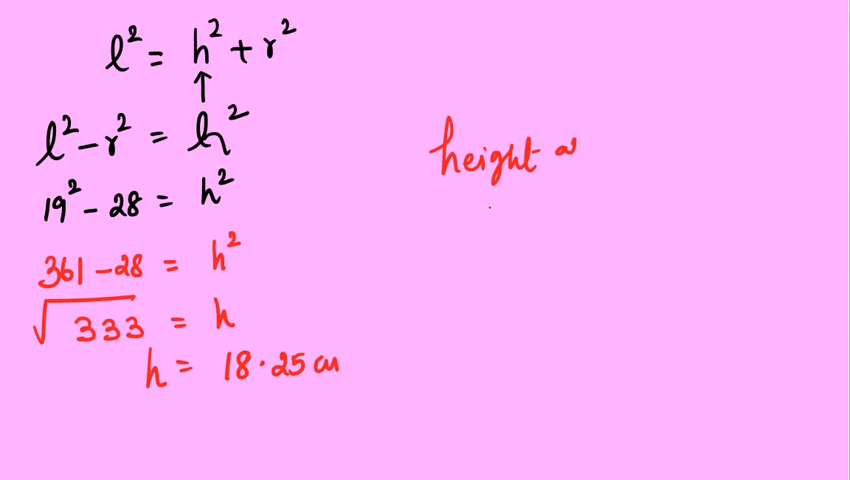 l² = h² + r²
↑
l² - r² = h²
19² - 28 = h²
361 - 28 = h²
√333 = h
h = 18.25 cm
height